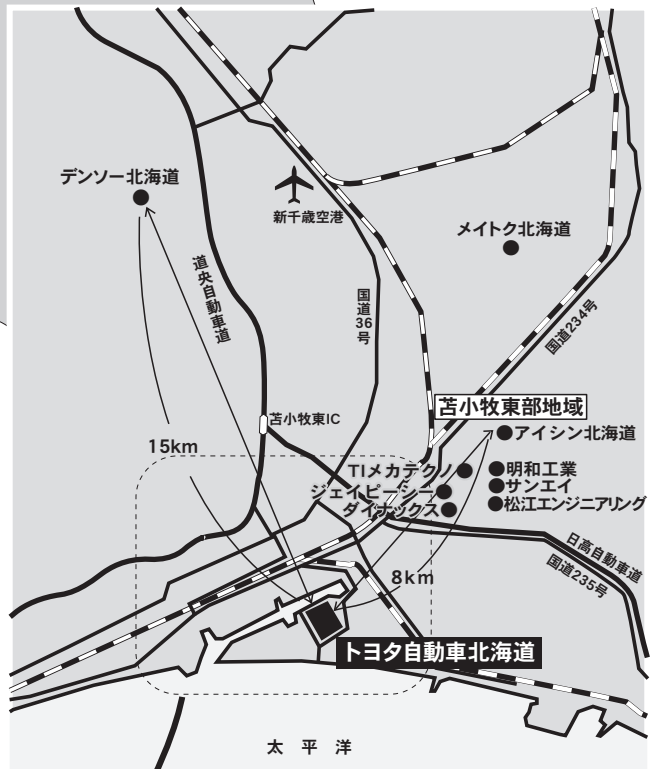 デンソー北海道
新千歳空港
メイトク北海道
道央自動車道
国道36号
国道234号
苫小牧東部地域
苫小牧東IC
アイシン北海道
15km
TIメカテクノ
明和工業
ジェイピーシー
サンエイ
ダイナックス
松江エンジニアリング
日高自動車道
国道235号
8km
トヨタ自動車北海道
太平洋